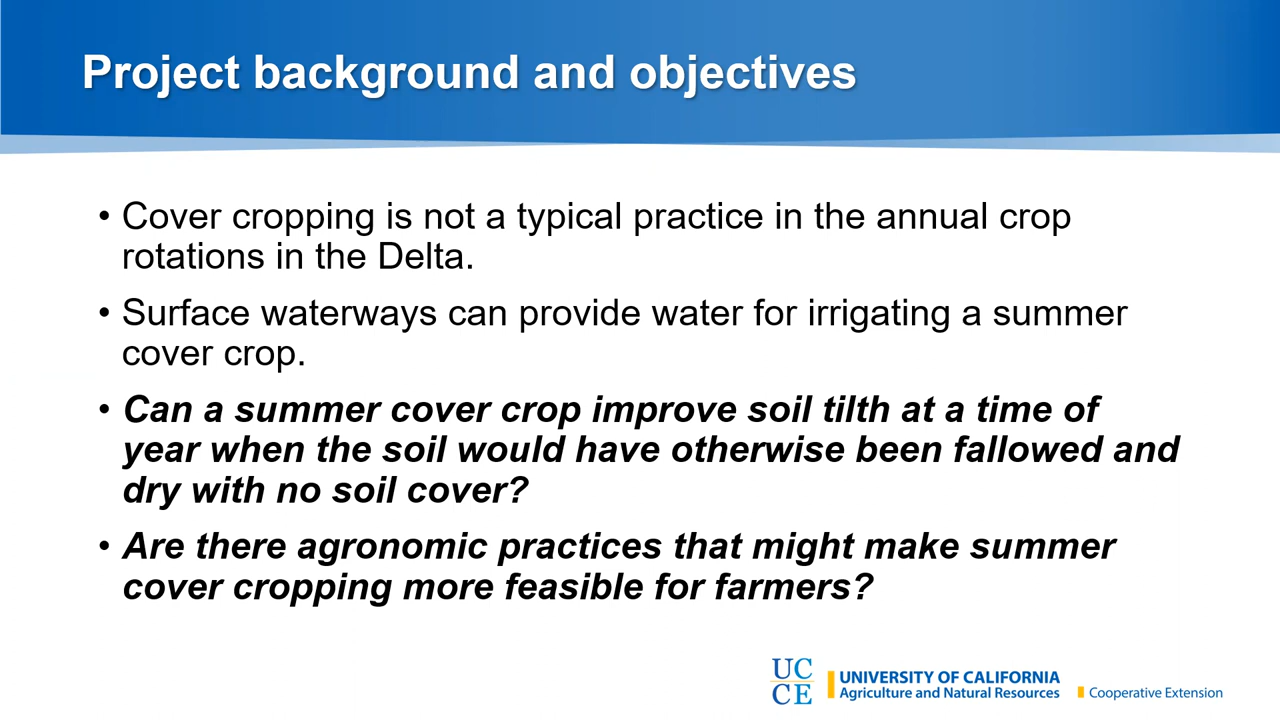 Project background and objectives
• Cover cropping is not a typical practice in the annual crop
rotations in the Delta.
• Surface waterways can provide water for irrigating a summer
cover crop.
• Can a summer cover crop improve soil tilth at a time of
year when the soil would have otherwise been fallowed and
dry with no soil cover?
• Are there agronomic practices that might make summer
cover cropping more feasible for farmers?
UC
CE
UNIVERSITY OF CALIFORNIA
Agriculture and Natural Resources
Cooperative Extension